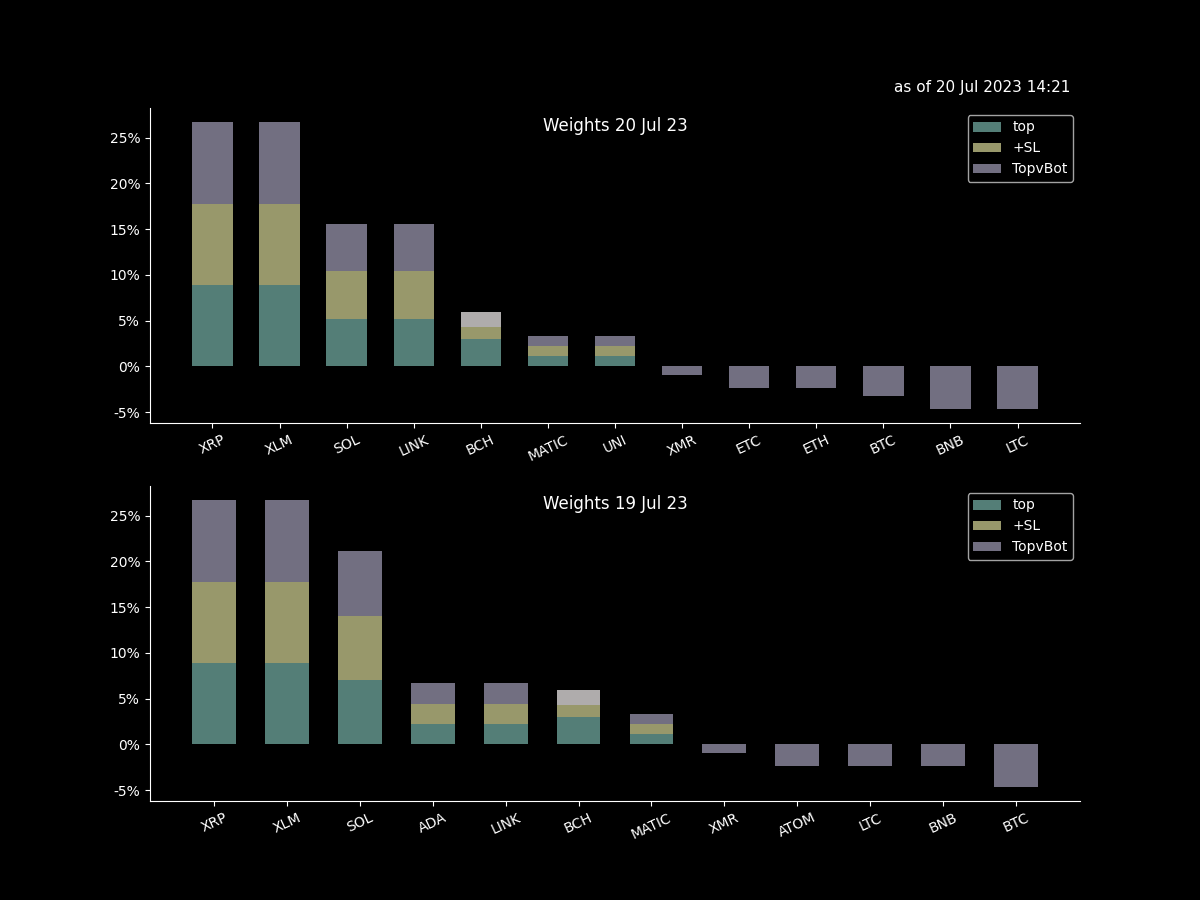 as of 20 Jul 2023 14:21
Weights 20 Jul 23
top
+SL
TopvBot
25%
20%
15%
10%
5%
0%
-5%
XRP XLM SOL LINK BCH MATIC UNI XMR ETC ETH BTC BNB LTC
Weights 19 Jul 23
top
+SL
TopvBot
25%
20%
15%
10%
5%
0%
-5%
XRP XLM SOL ADA LINK BCH MATIC XMR ATOM LTC BNB BTC